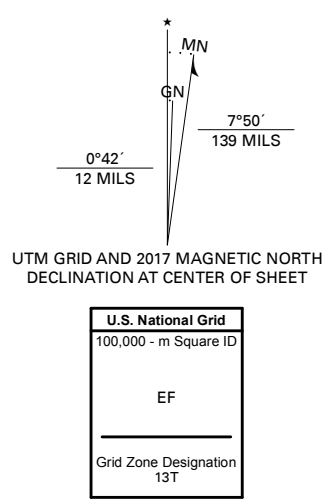 ★
MN
GN
7°50´
139 MILS
0°42´
12 MILS
UTM GRID AND 2017 MAGNETIC NORTH
DECLINATION AT CENTER OF SHEET
U.S. National Grid
100,000 - m Square ID
EF
Grid Zone Designation
13T